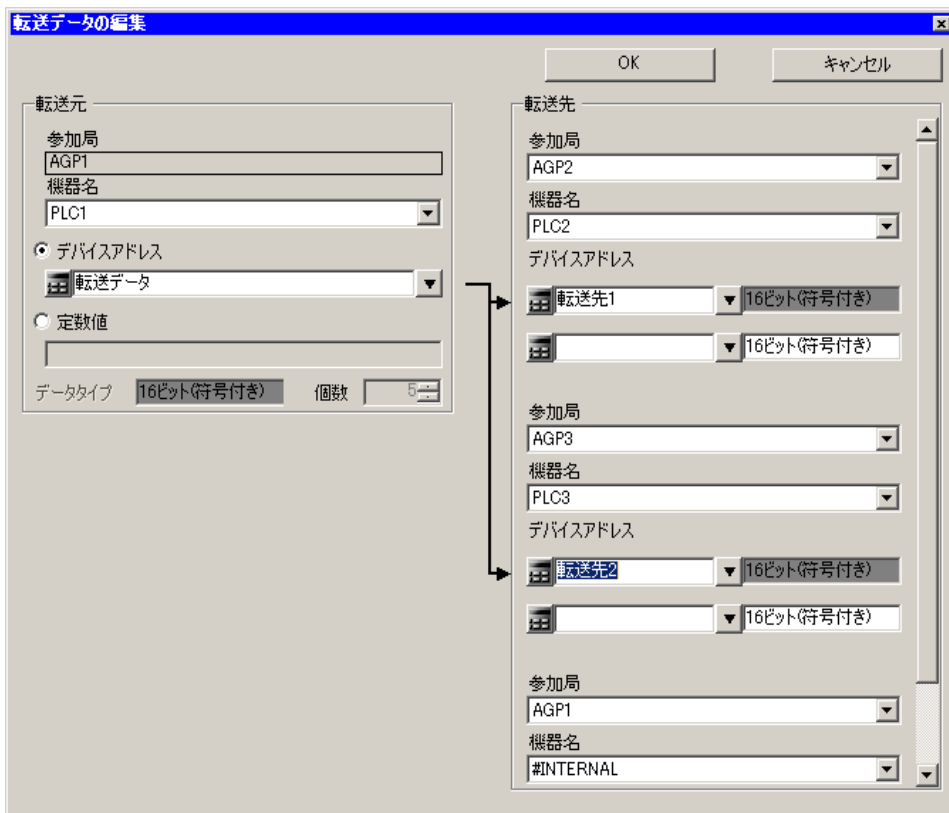 転送データの編集
OK
キャンセル
転送元
参加局
AGP1
機器名
PLC1
デバイスアドレス
転送データ
定数値
データタイプ 16ビット(符号付き) 個数 5
転送先
参加局
AGP2
機器名
PLC2
デバイスアドレス
転送先1 16ビット(符号付き)
16ビット(符号付き)
参加局
AGP3
機器名
PLC3
デバイスアドレス
転送先2 16ビット(符号付き)
16ビット(符号付き)
参加局
AGP1
機器名
#INTERNAL